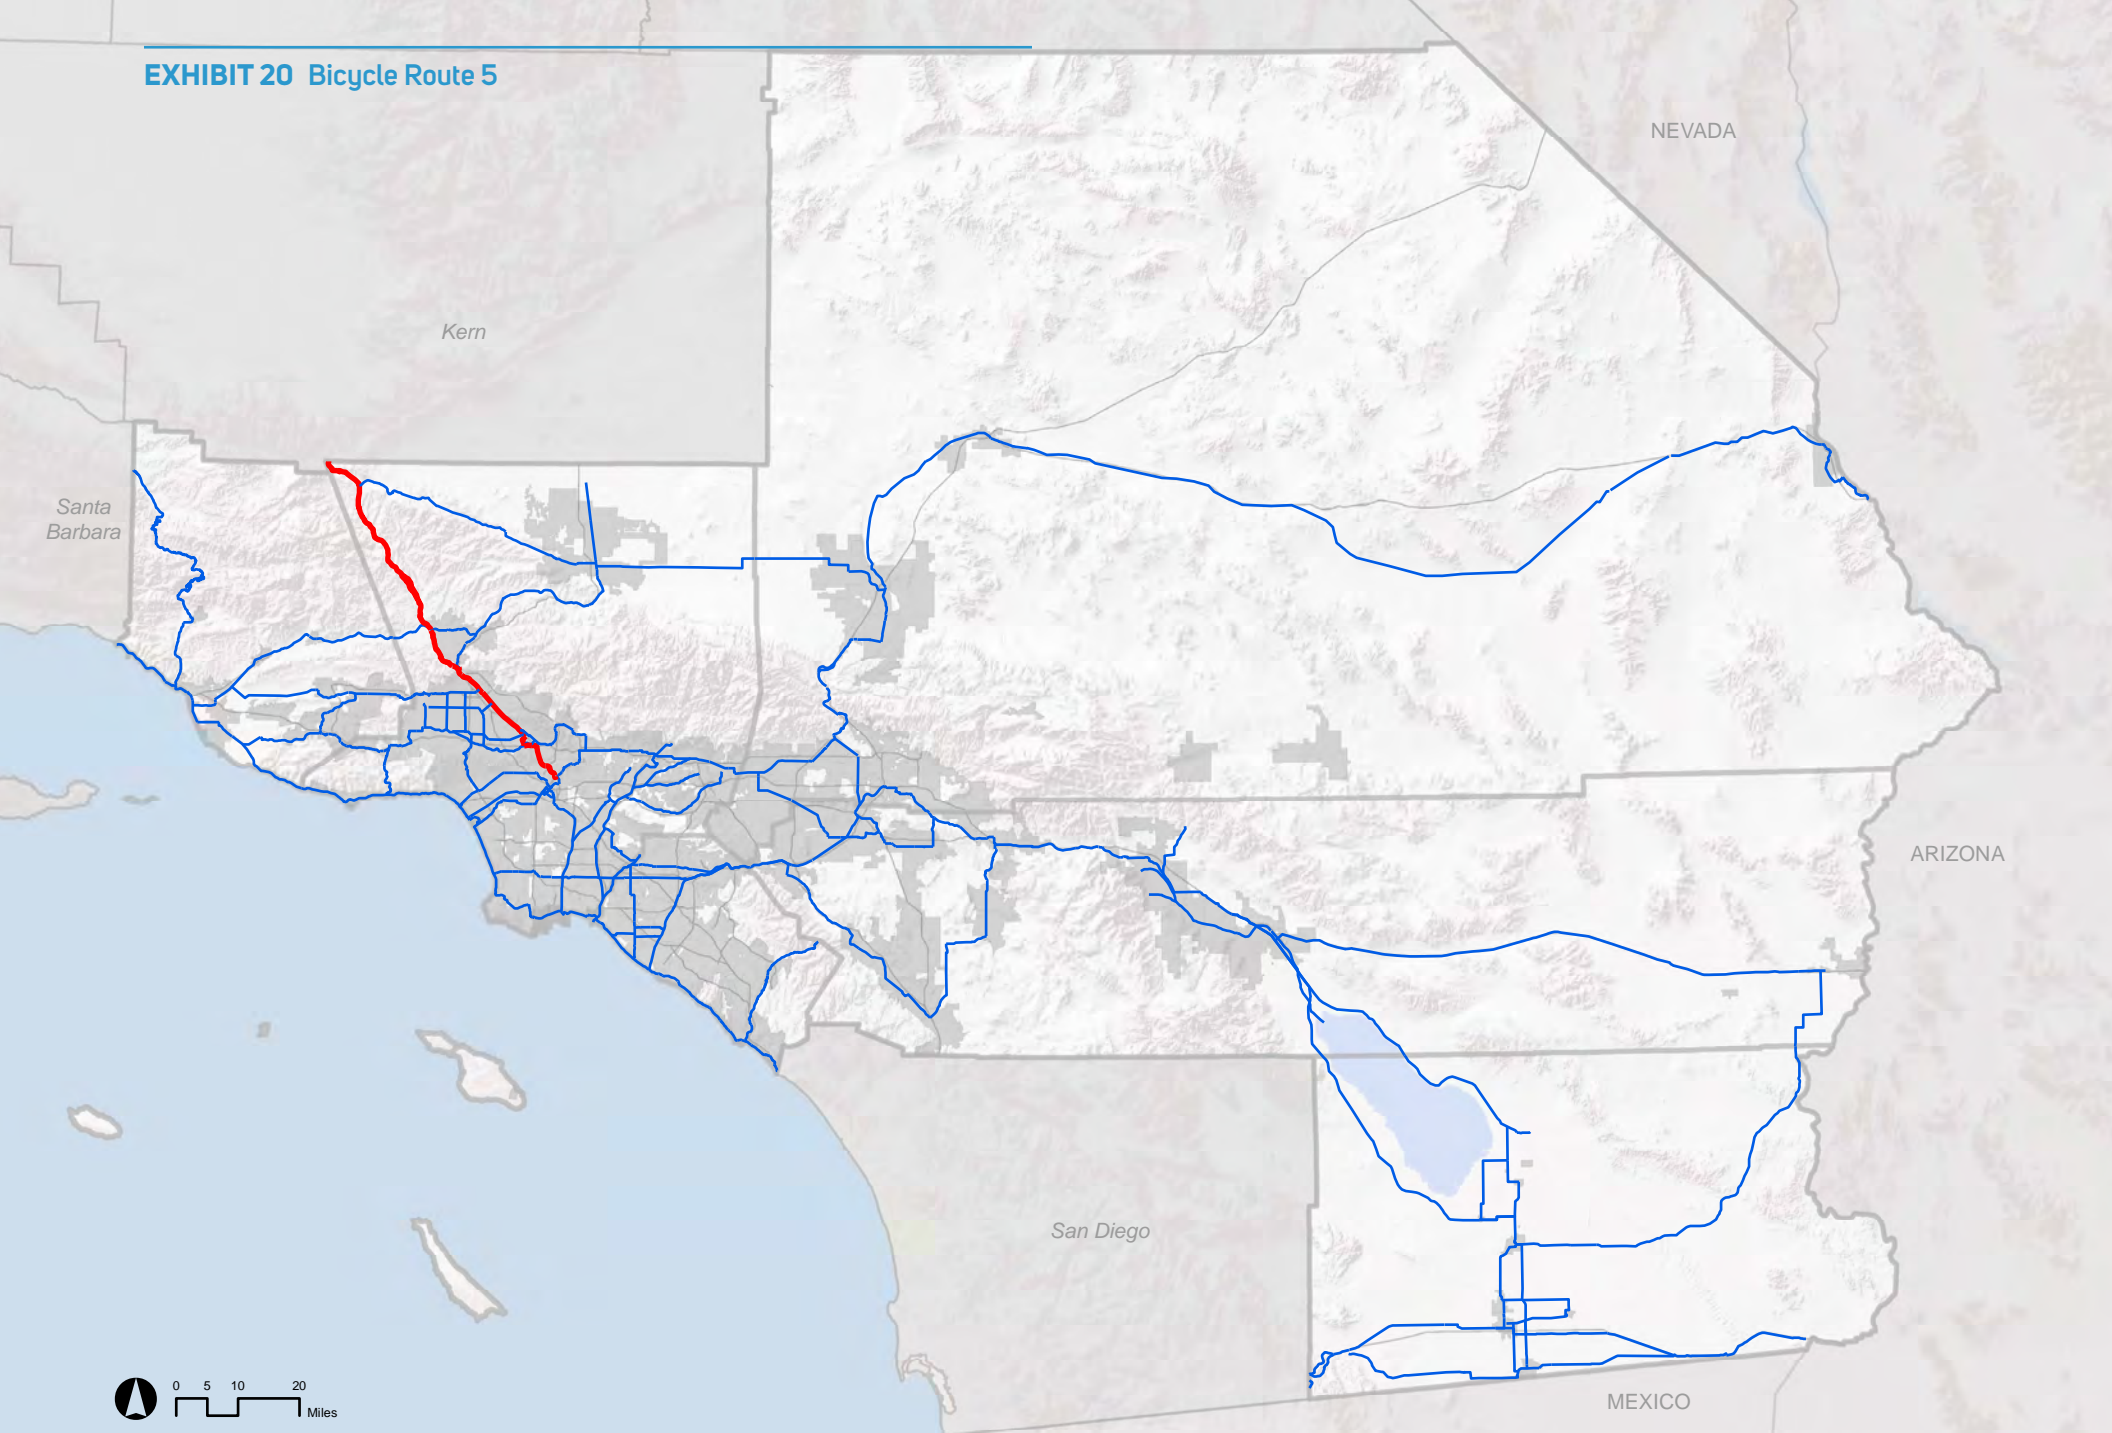 EXHIBIT 20 Bicycle Route 5
NEVADA
Kern
Santa
Barbara
ARIZONA
San Diego
MEXICO
0 5 10 20
Miles